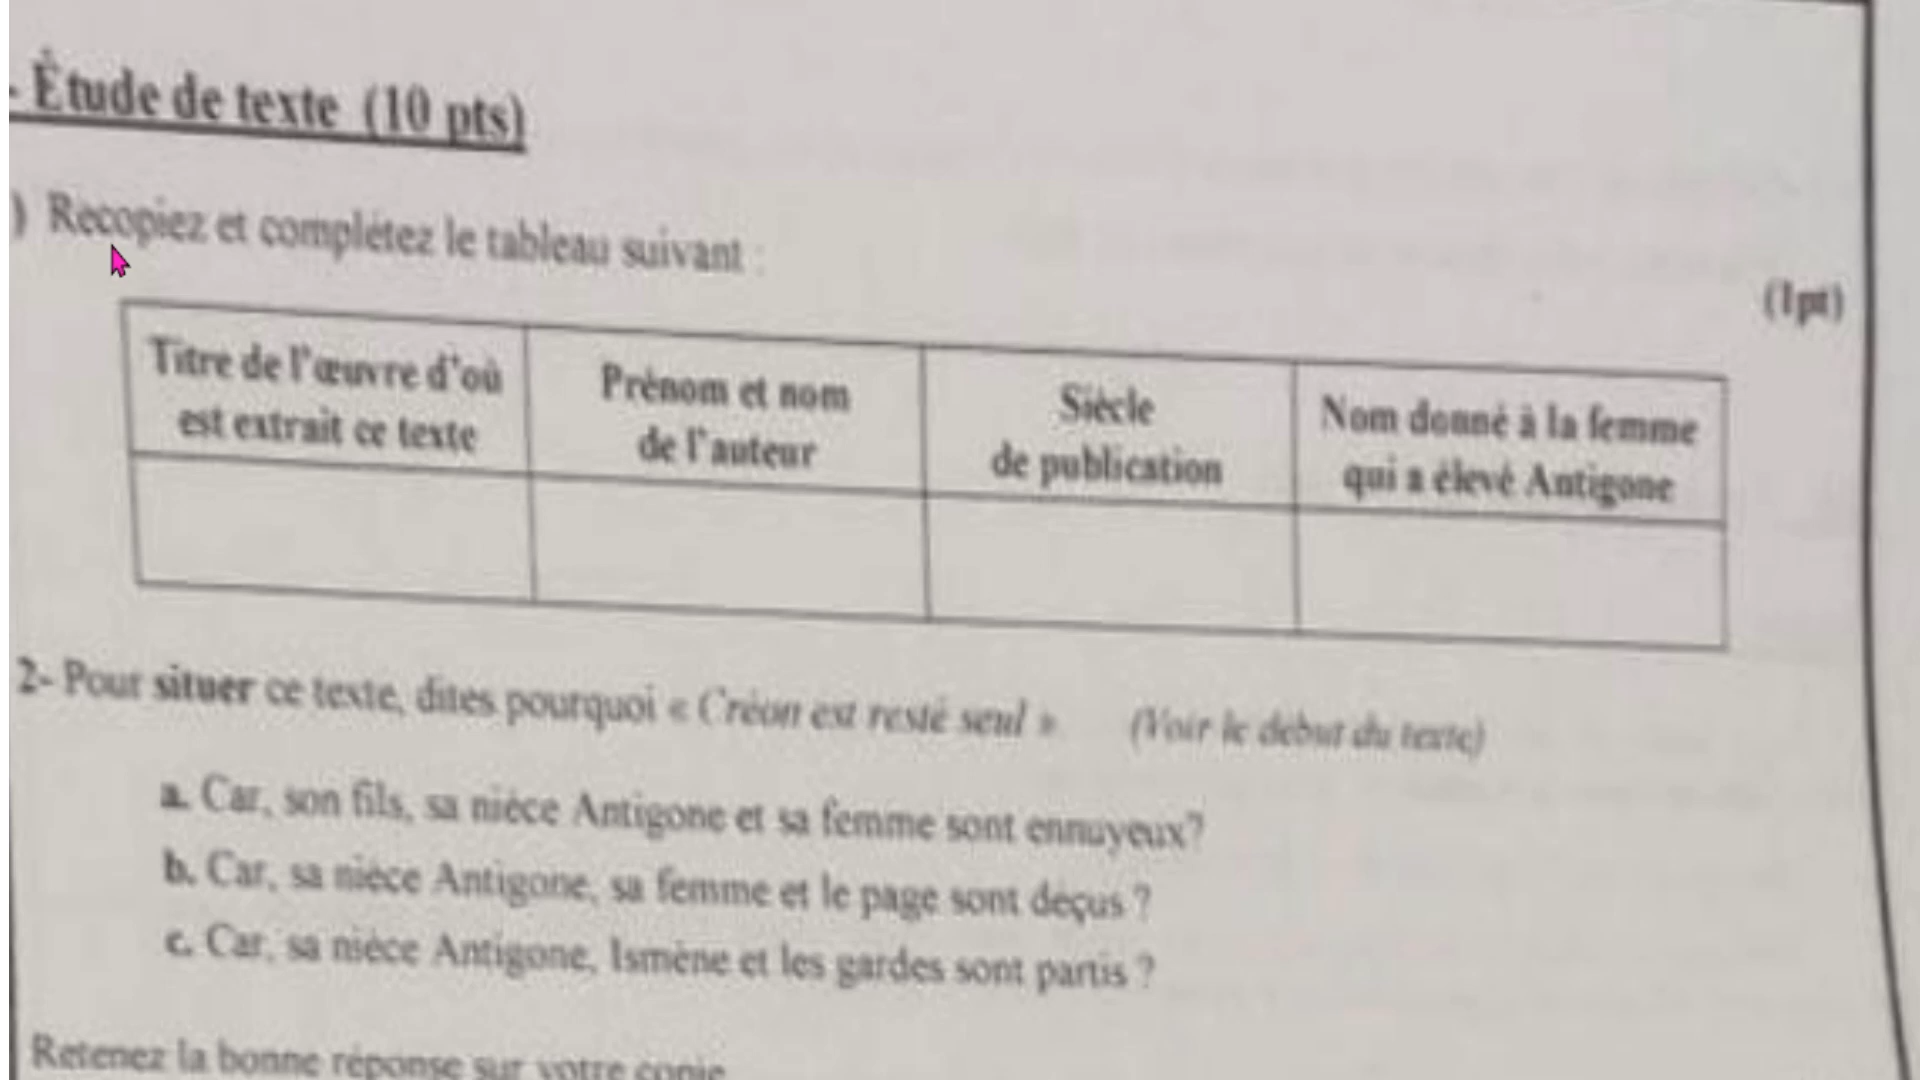 - Étude de texte (10 pts)
) Recopiez et complétez le tableau suivant :
(1pt)
Titre de l'œuvre d'où
est extrait ce texte
Prénom et nom
de l'auteur
Siècle
de publication
Nom donné à la femme
qui a élevé Antigone
2- Pour situer ce texte, dites pourquoi « Créon est resté seul » (Voir le début du texte)
a. Car, son fils, sa nièce Antigone et sa femme sont ennuyeux?
b. Car, sa nièce Antigone, sa femme et le page sont déçus ?
c. Car, sa nièce Antigone, Ismène et les gardes sont partis ?
Retenez la bonne réponse sur votre copie